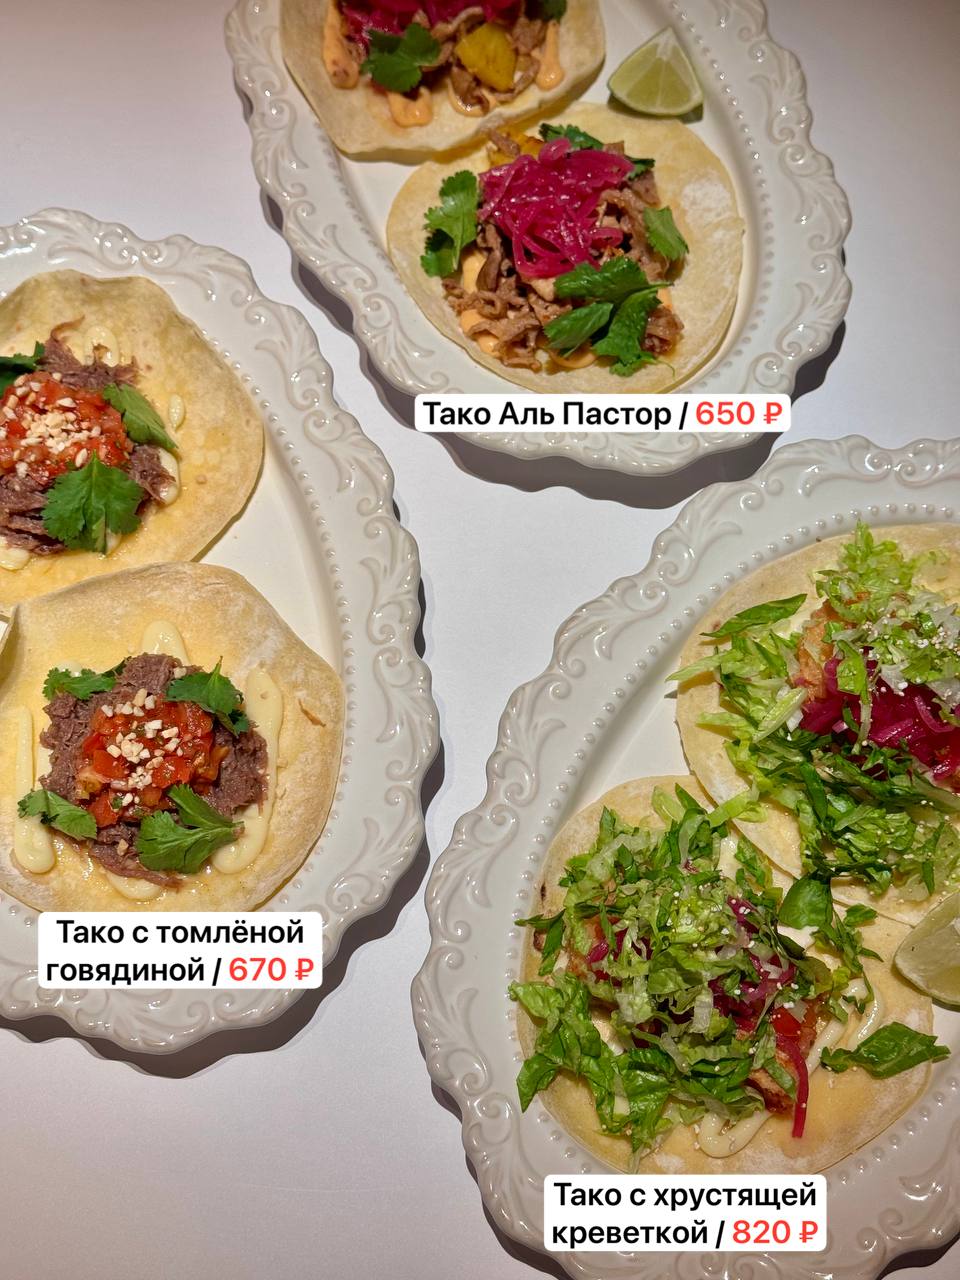 Тако Аль Пастор / 650 ₽
Тако с томлёной
говядиной / 670 ₽
Тако с хрустящей
креветкой / 820 ₽